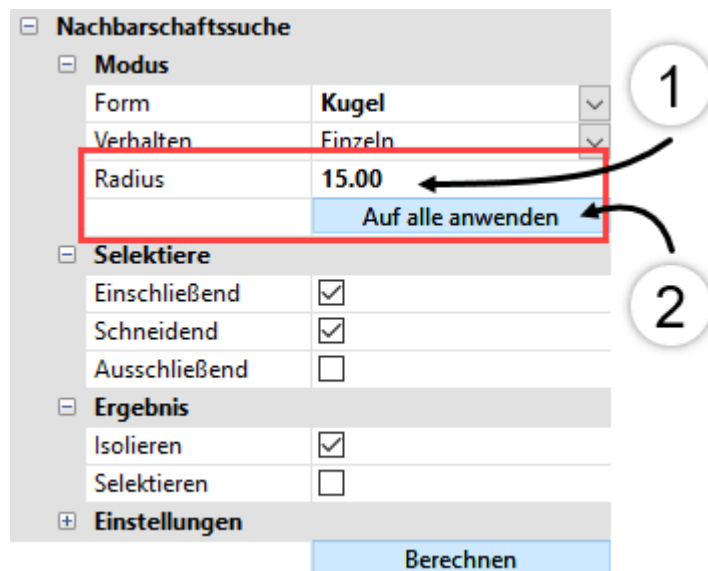 Nachbarschaftssuche
Modus
Form Kugel
1
Verhalten Einzeln
Radius 15.00
Auf alle anwenden
Selektiere
Einschließend
2
Schneidend
Ausschließend
Ergebnis
Isolieren
Selektieren
Einstellungen
Berechnen